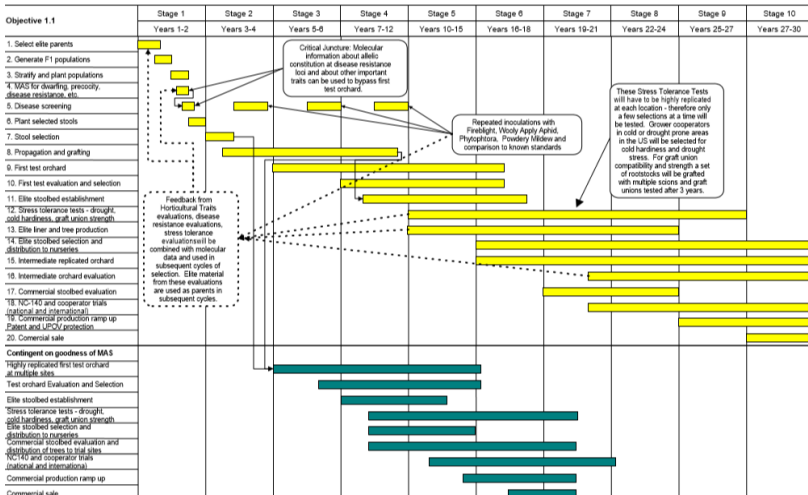 Objective 1.1
Stage 1
Stage 2
Stage 3
Stage 4
Stage 5
Stage 6
Stage 7
Stage 8
Stage 9
Stage 10
Years 1-2
Years 3-4
Years 5-6
Years 7-12
Years 10-15
Years 16-18
Years 19-21
Years 22-24
Years 25-27
Years 27-30
1. Select elite parents
2. Generate F1 populations
3. Stratify and plant populations
4. MAS for dwarfing, precocity,
disease resistance, etc.
5. Disease screening
6. Plant selected stools
7. Stool selection
8. Propagation and grafting
9. First test orchard
10. First test evaluation and selection
11. Elite stoolbed establishment
12. Stress tolerance tests - drought,
cold hardiness, graft union strength
13. Elite liner and tree production
14. Elite stoolbed selection and
distribution to nurseries
15. Intermediate replicated orchard
16. Intermediate orchard evaluation
17. Commercial stoolbed evaluation
18. NC-140 and cooperator trials
(national and international)
19. Commercial production ramp up
Patent and UPOV protection
20. Comercial sale
Critical Juncture: Molecular
information about allelic
constitution at disease resistance
loci and about other important
traits can be used to bypass first
test orchard.
Repeated inoculations with
Fireblight, Wooly Apply Aphid,
Phytophtora, Powdery Mildew and
comparison to known standards
These Stress Tolerance Tests
will have to be highly replicated
at each location - therefore only
a few selections at a time will
be tested. Grower cooperators
in cold or drought prone areas
in the US will be selected for
cold hardiness and drought
stress. For graft union
compatibility and strength a set
of rootstocks will be grafted
with multiple scions and graft
unions tested after 3 years.
Feedback from
Horticultural Traits
evaluations, disease
resistance evaluations,
stress tolerance
evaluationswill be
combined with molecular
data and used in
subsequent cycles of
selection. Elite material
from these evaluations
are used as parents in
subsequent cycles.
Contingent on goodness of MAS
Highly replicated first test orchard
at multiple sites
Test orchard Evaluation and Selection
Elite stoolbed establishment
Stress tolerance tests - drought,
cold hardiness, graft union strength
Elite stoolbed selection and
distribution to nurseries
Commercial stoolbed evaluation and
distribution of trees to trial sites
NC140 and cooperator trials
(national and internationa)
Commercial production ramp up
Commercial sale